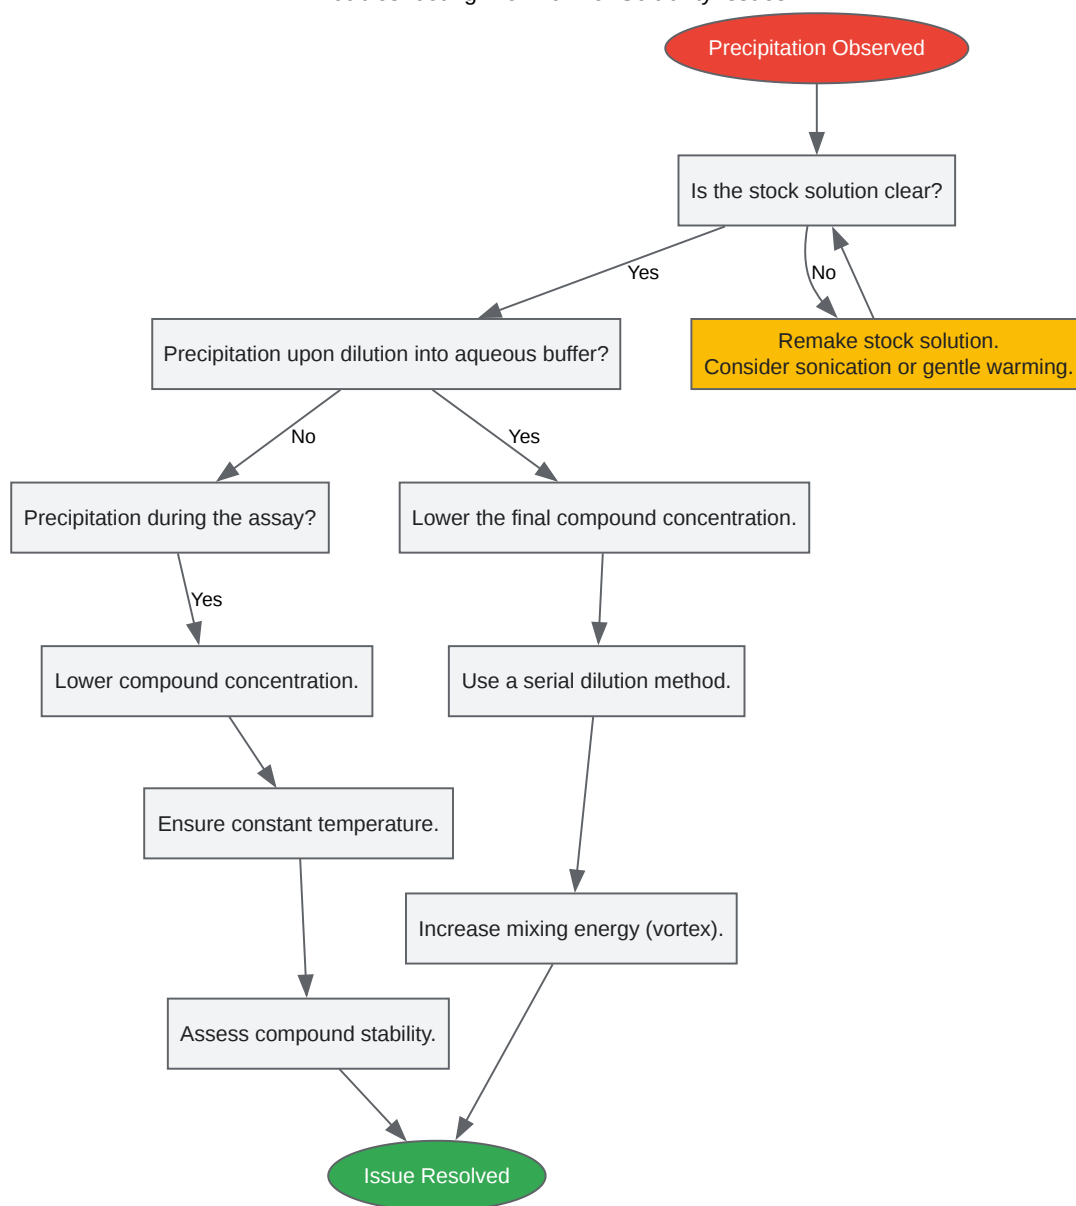 Precipitation Observed
Is the stock solution clear?
Yes
No
Precipitation upon dilution into aqueous buffer?
Remake stock solution.
Consider sonication or gentle warming.
No
Yes
Precipitation during the assay?
Lower the final compound concentration.
Yes
Lower compound concentration.
Use a serial dilution method.
Ensure constant temperature.
Increase mixing energy (vortex).
Assess compound stability.
Issue Resolved